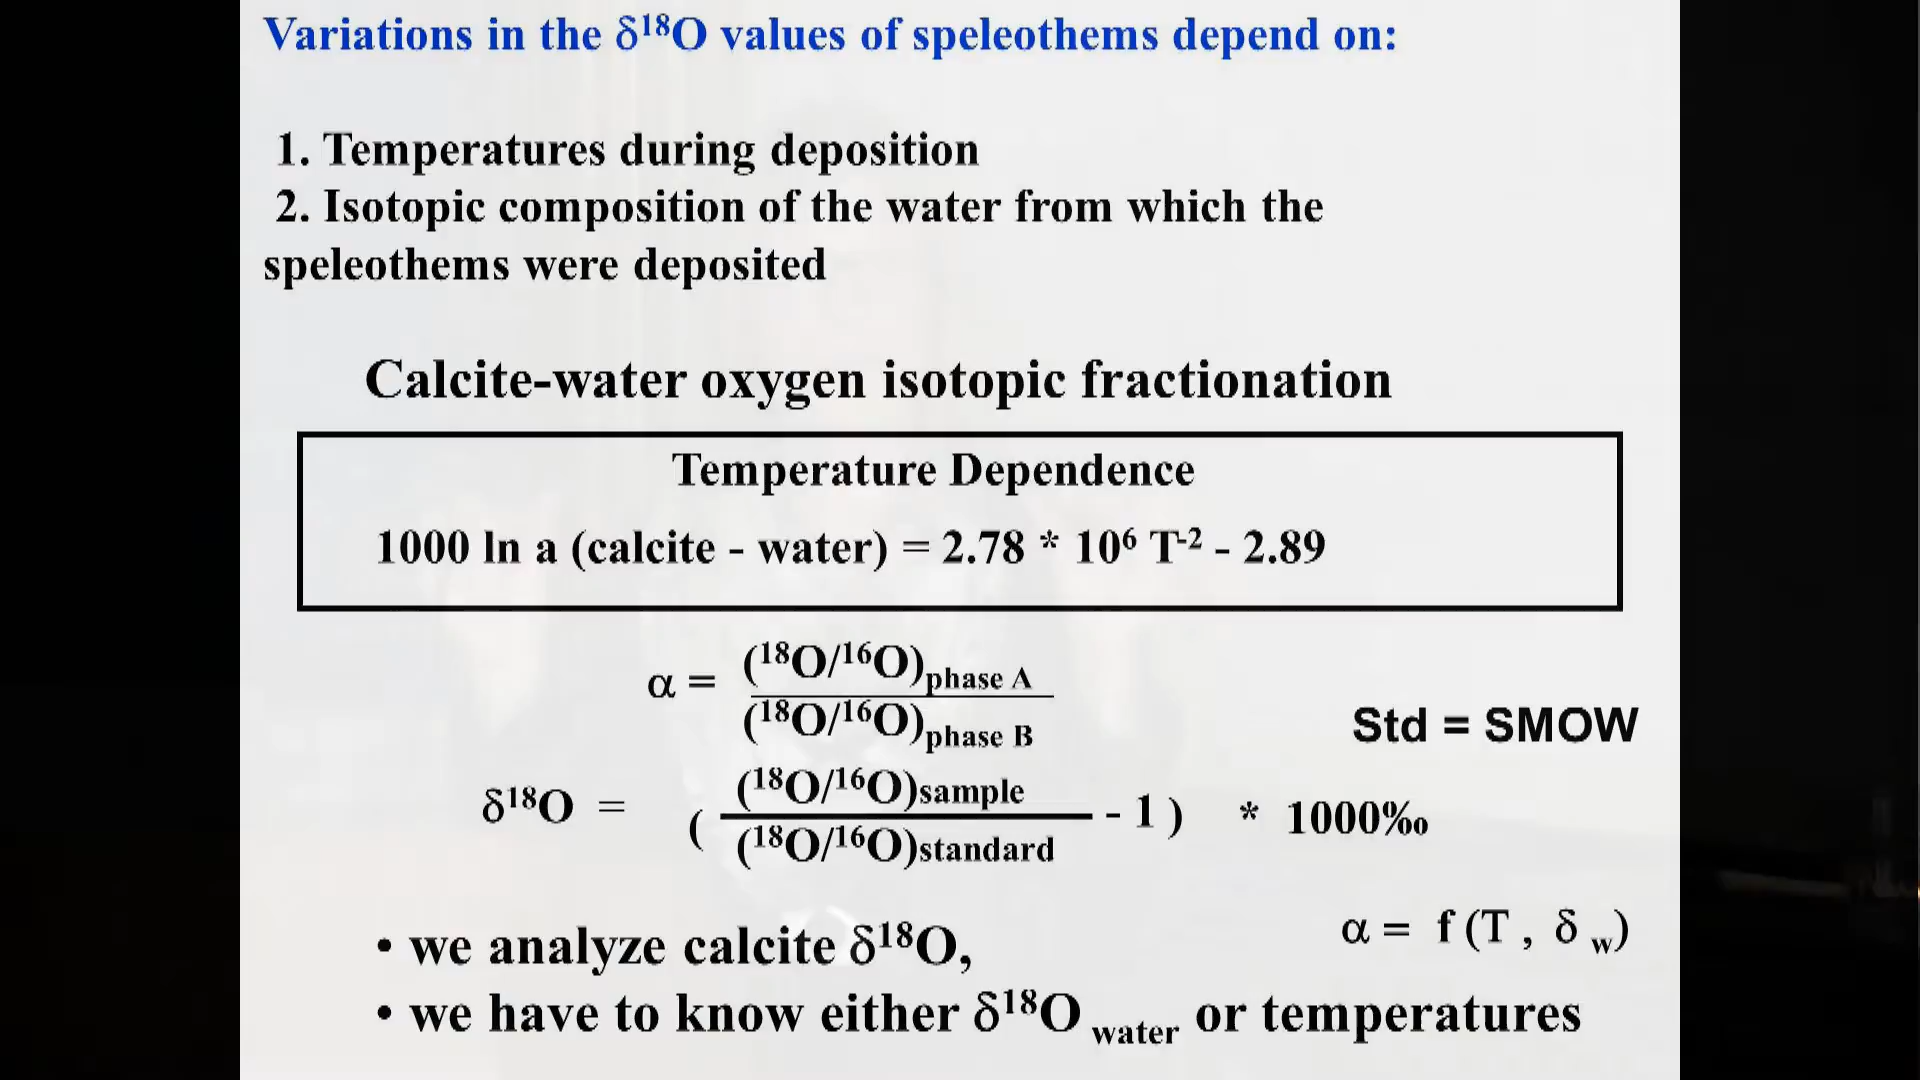 Variations in the δ¹⁸O values of speleothems depend on:
1. Temperatures during deposition
2. Isotopic composition of the water from which the
speleothems were deposited
Calcite-water oxygen isotopic fractionation
Temperature Dependence
1000 ln a (calcite - water) = 2.78 * 10⁶ T⁻² - 2.89
α = (¹⁸O/¹⁶O)phase A
(¹⁸O/¹⁶O)phase B
Std = SMOW
δ¹⁸O = ( (¹⁸O/¹⁶O)sample
(¹⁸O/¹⁶O)standard - 1 ) * 1000‰
α = f (T , δ w)
• we analyze calcite δ¹⁸O,
• we have to know either δ¹⁸O water or temperatures